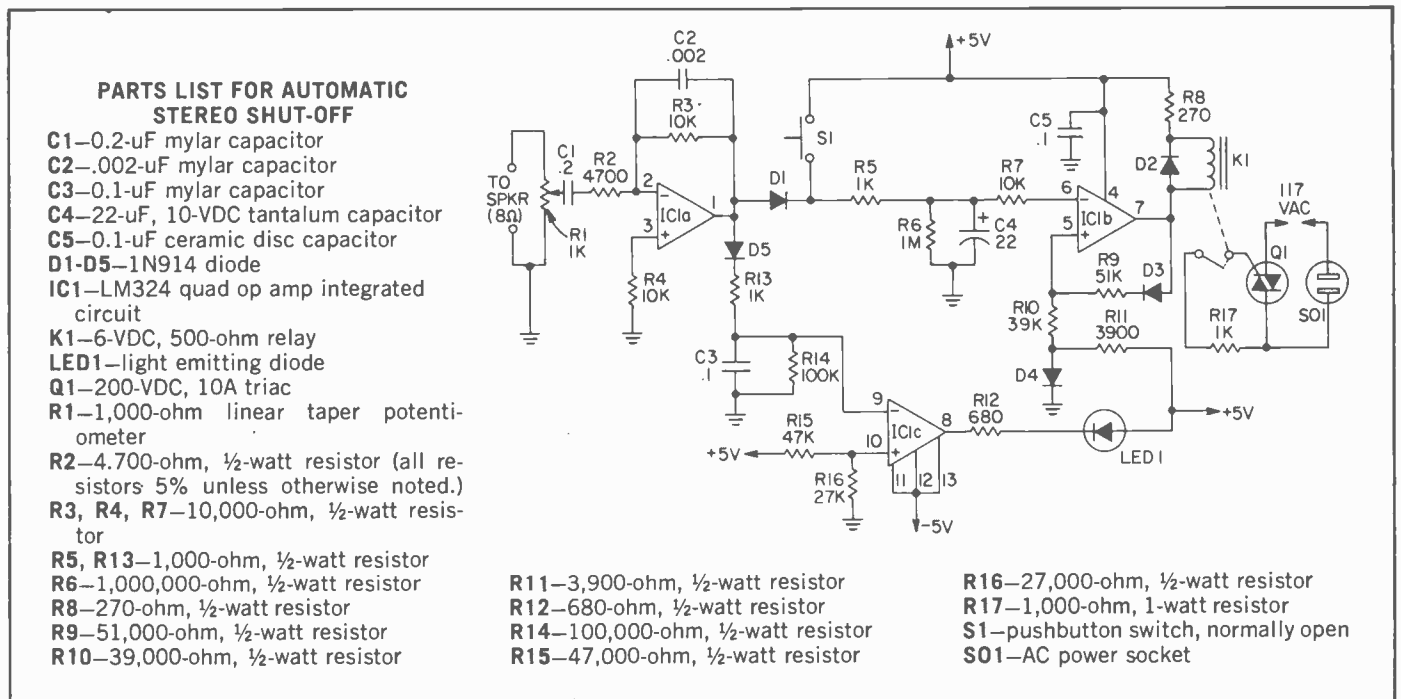 PARTS LIST FOR AUTOMATIC
STEREO SHUT-OFF
C1—0.2-uF mylar capacitor
C2—.002-uF mylar capacitor
C3—0.1-uF mylar capacitor
C4—22-uF, 10-VDC tantalum capacitor
C5—0.1-uF ceramic disc capacitor
D1-D5—1N914 diode
IC1—LM324 quad op amp integrated
circuit
K1—6-VDC, 500-ohm relay
LED1—light emitting diode
Q1—200-VDC, 10A triac
R1—1,000-ohm linear taper potenti-
ometer
R2—4.700-ohm, ½-watt resistor (all re-
sistors 5% unless otherwise noted.)
R3, R4, R7—10,000-ohm, ½-watt resis-
tor
R5, R13—1,000-ohm, ½-watt resistor
R6—1,000,000-ohm, ½-watt resistor
R8—270-ohm, ½-watt resistor
R9—51,000-ohm, ½-watt resistor
R10—39,000-ohm, ½-watt resistor
R11—3,900-ohm, ½-watt resistor
R12—680-ohm, ½-watt resistor
R14—100,000-ohm, ½-watt resistor
R15—47,000-ohm, ½-watt resistor
R16—27,000-ohm, ½-watt resistor
R17—1,000-ohm, 1-watt resistor
S1—pushbutton switch, normally open
SO1—AC power socket
TO
SPKR
(8Ω)
R1
1K
C1
.2
R2
4700
C2
.002
R3
10K
2
−
3
+
IC1a
1
R4
10K
D1
D5
R13
1K
S1
+5V
R5
1K
R6
1M
C4
22
+
R7
10K
C5
.1
6
−
5
+
IC1b
4
7
R8
270
D2
K1
117
VAC
Q1
SO1
R17
1K
R9
51K
D3
R10
39K
R11
3900
D4
+5V
C3
.1
R14
100K
R15
47K
+5V
R16
27K
9
−
10
+
IC1c
8
11
12
13
−5V
R12
680
LED1